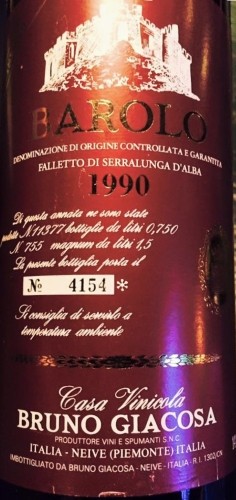 BAROLO
DENOMINAZIONE DI ORIGINE CONTROLLATA E GARANTITA
FALLETTO DI SERRALUNGA D'ALBA
1990
Di questa annata ne sono state
prodotte N 11377 bottiglie da litri 0,750
N 755 magnum da litri 1,5
La presente bottiglia porta il
No 4154 *
Si consiglia di servirlo a
temperatura ambiente
Casa Vinicola
BRUNO GIACOSA
PRODUTTORE VINI E SPUMANTI S.N.C.
ITALIA - NEIVE (PIEMONTE) ITALIA
IMBOTTIGLIATO DA BRUNO GIACOSA - NEIVE - ITALIA - R.I. 1302/CN